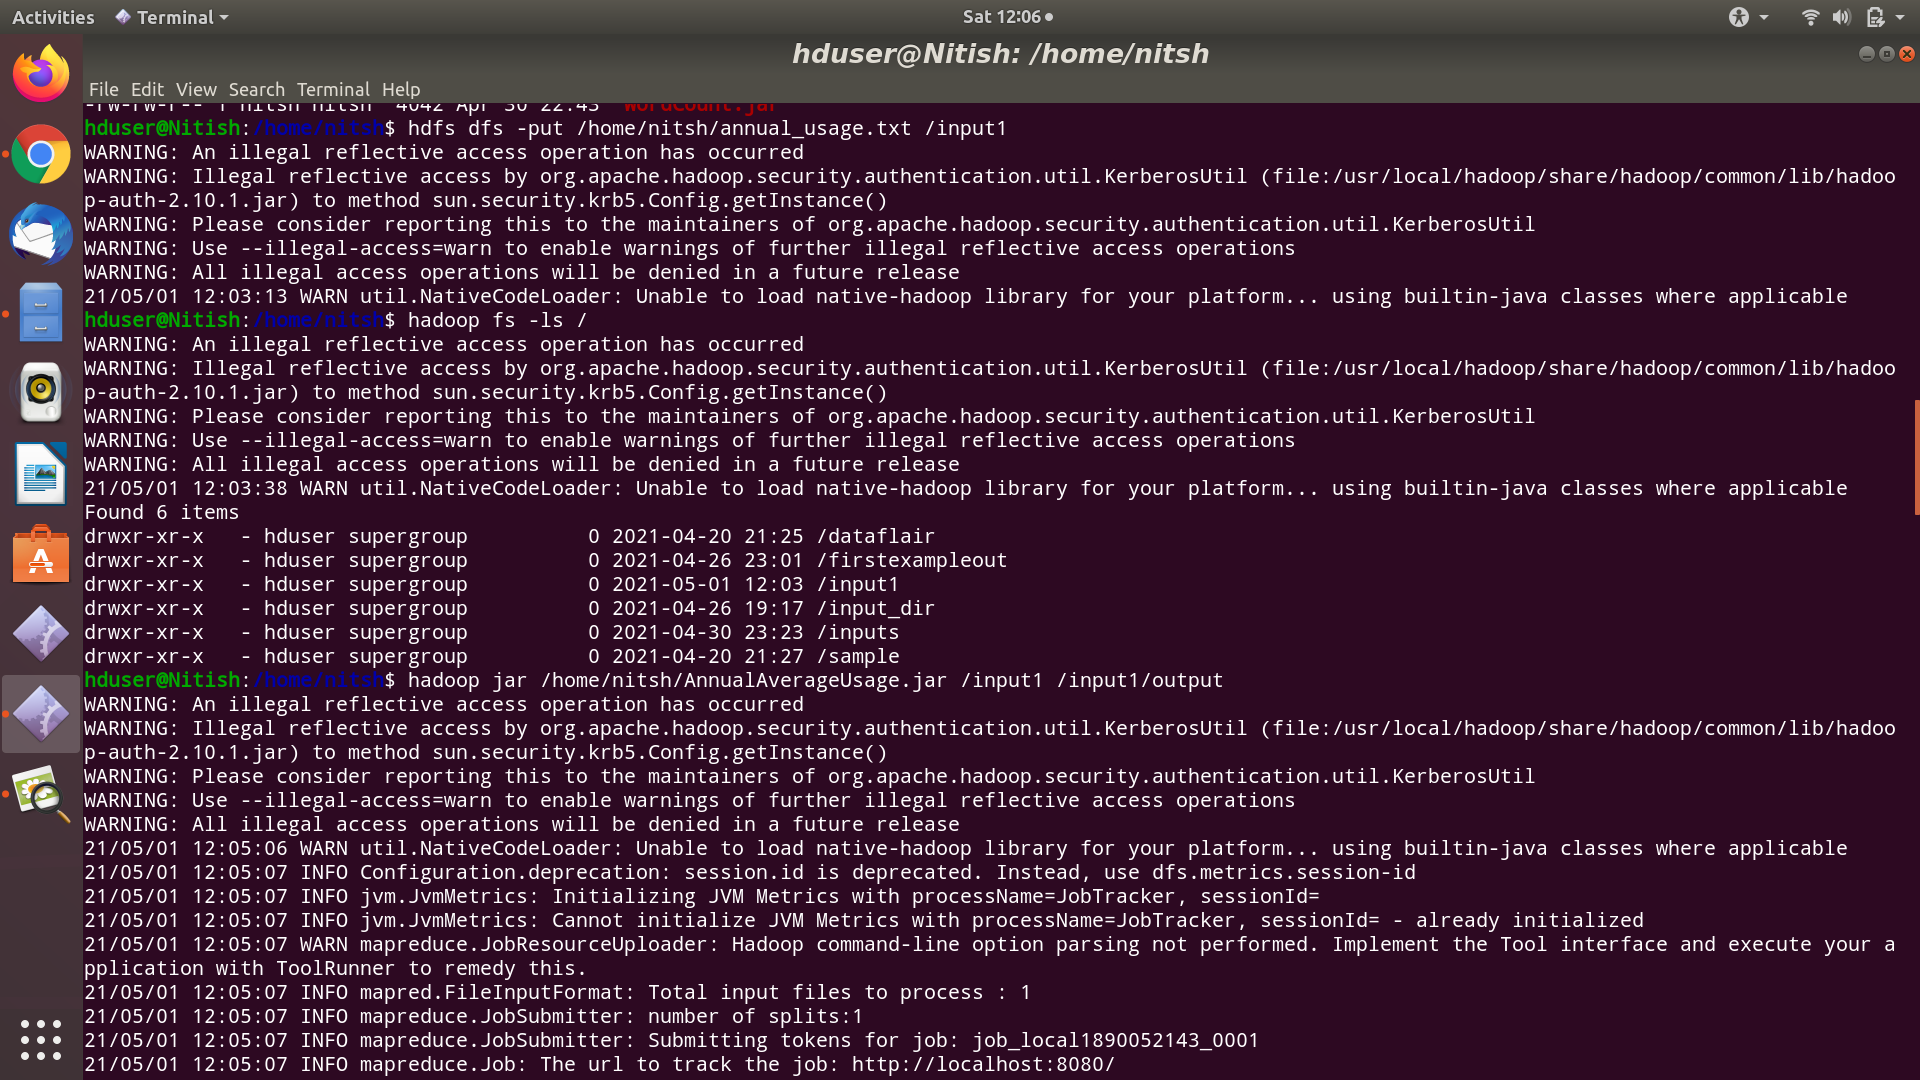 Activities Terminal Sat 12:06
hduser@Nitish: /home/nitsh
File Edit View Search Terminal Help
-rw-rw-r-- 1 nitsh nitsh 4042 Apr 30 22:43 WordCount.jar
hduser@Nitish:/home/nitsh$ hdfs dfs -put /home/nitsh/annual_usage.txt /input1
WARNING: An illegal reflective access operation has occurred
WARNING: Illegal reflective access by org.apache.hadoop.security.authentication.util.KerberosUtil (file:/usr/local/hadoop/share/hadoop/common/lib/hadoo
p-auth-2.10.1.jar) to method sun.security.krb5.Config.getInstance()
WARNING: Please consider reporting this to the maintainers of org.apache.hadoop.security.authentication.util.KerberosUtil
WARNING: Use --illegal-access=warn to enable warnings of further illegal reflective access operations
WARNING: All illegal access operations will be denied in a future release
21/05/01 12:03:13 WARN util.NativeCodeLoader: Unable to load native-hadoop library for your platform... using builtin-java classes where applicable
hduser@Nitish:/home/nitsh$ hadoop fs -ls /
WARNING: An illegal reflective access operation has occurred
WARNING: Illegal reflective access by org.apache.hadoop.security.authentication.util.KerberosUtil (file:/usr/local/hadoop/share/hadoop/common/lib/hadoo
p-auth-2.10.1.jar) to method sun.security.krb5.Config.getInstance()
WARNING: Please consider reporting this to the maintainers of org.apache.hadoop.security.authentication.util.KerberosUtil
WARNING: Use --illegal-access=warn to enable warnings of further illegal reflective access operations
WARNING: All illegal access operations will be denied in a future release
21/05/01 12:03:38 WARN util.NativeCodeLoader: Unable to load native-hadoop library for your platform... using builtin-java classes where applicable
Found 6 items
drwxr-xr-x   - hduser supergroup          0 2021-04-20 21:25 /dataflair
drwxr-xr-x   - hduser supergroup          0 2021-04-26 23:01 /firstexampleout
drwxr-xr-x   - hduser supergroup          0 2021-05-01 12:03 /input1
drwxr-xr-x   - hduser supergroup          0 2021-04-26 19:17 /input_dir
drwxr-xr-x   - hduser supergroup          0 2021-04-30 23:23 /inputs
drwxr-xr-x   - hduser supergroup          0 2021-04-20 21:27 /sample
hduser@Nitish:/home/nitsh$ hadoop jar /home/nitsh/AnnualAverageUsage.jar /input1 /input1/output
WARNING: An illegal reflective access operation has occurred
WARNING: Illegal reflective access by org.apache.hadoop.security.authentication.util.KerberosUtil (file:/usr/local/hadoop/share/hadoop/common/lib/hadoo
p-auth-2.10.1.jar) to method sun.security.krb5.Config.getInstance()
WARNING: Please consider reporting this to the maintainers of org.apache.hadoop.security.authentication.util.KerberosUtil
WARNING: Use --illegal-access=warn to enable warnings of further illegal reflective access operations
WARNING: All illegal access operations will be denied in a future release
21/05/01 12:05:06 WARN util.NativeCodeLoader: Unable to load native-hadoop library for your platform... using builtin-java classes where applicable
21/05/01 12:05:07 INFO Configuration.deprecation: session.id is deprecated. Instead, use dfs.metrics.session-id
21/05/01 12:05:07 INFO jvm.JvmMetrics: Initializing JVM Metrics with processName=JobTracker, sessionId=
21/05/01 12:05:07 INFO jvm.JvmMetrics: Cannot initialize JVM Metrics with processName=JobTracker, sessionId= - already initialized
21/05/01 12:05:07 WARN mapreduce.JobResourceUploader: Hadoop command-line option parsing not performed. Implement the Tool interface and execute your a
pplication with ToolRunner to remedy this.
21/05/01 12:05:07 INFO mapred.FileInputFormat: Total input files to process : 1
21/05/01 12:05:07 INFO mapreduce.JobSubmitter: number of splits:1
21/05/01 12:05:07 INFO mapreduce.JobSubmitter: Submitting tokens for job: job_local1890052143_0001
21/05/01 12:05:07 INFO mapreduce.Job: The url to track the job: http://localhost:8080/